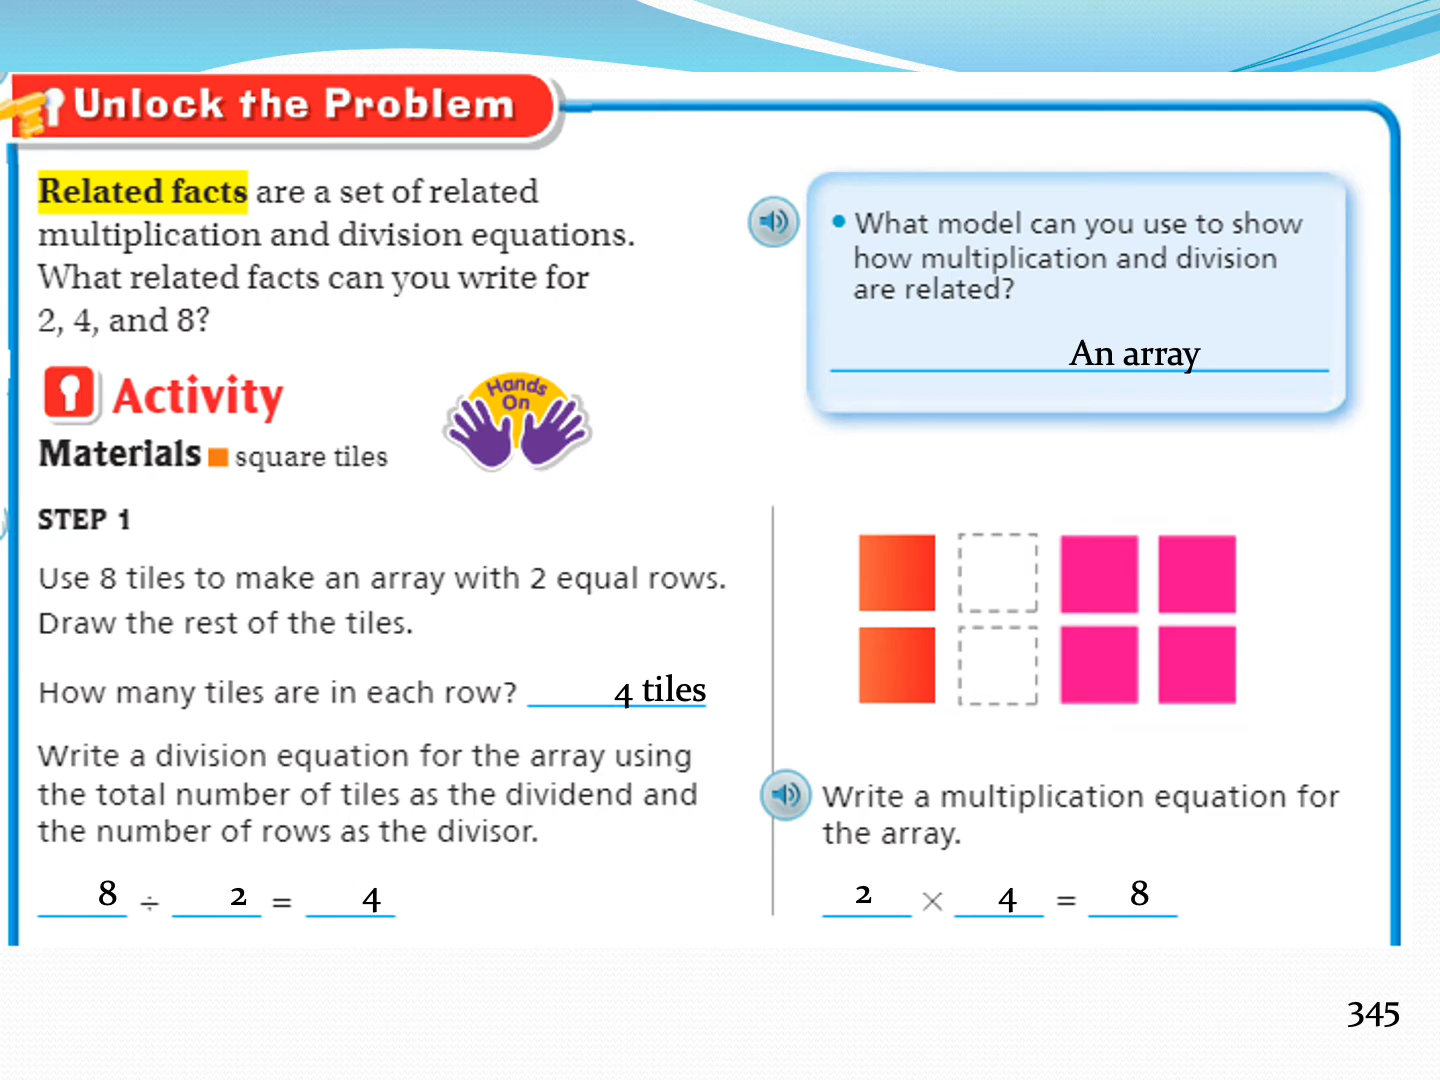 Unlock the Problem
Related facts are a set of related
multiplication and division equations.
What related facts can you write for
2, 4, and 8?
• What model can you use to show
how multiplication and division
are related?
An array
Activity
Hands
On
Materials ■ square tiles
STEP 1
Use 8 tiles to make an array with 2 equal rows.
Draw the rest of the tiles.
How many tiles are in each row? 4 tiles
Write a division equation for the array using
the total number of tiles as the dividend and
the number of rows as the divisor.
8 ÷ 2 = 4
Write a multiplication equation for
the array.
2 × 4 = 8
345